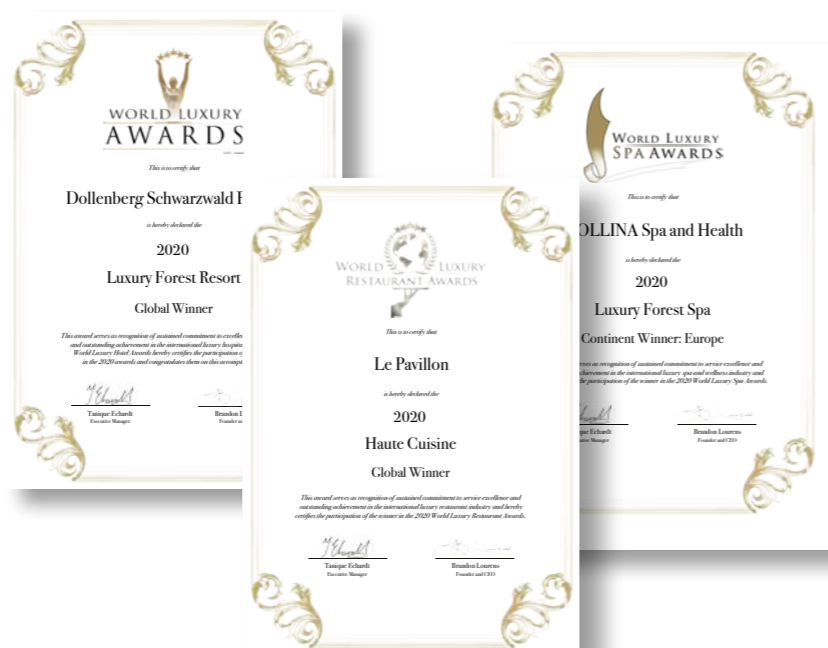 WORLD LUXURY
AWARDS
This is to certify that
Dollenberg Schwarzwald
is hereby declared the
2020
Luxury Forest Resort
Global Winner
This award serves as recognition of sustained commitment to
and outstanding achievement in the international luxury
World Luxury Hotel Awards hereby certifies the participation
in the 2020 awards and congratulates them on this
Tanique Echardt
Executive Manager
Brandon
Founder
WORLD LUXURY
RESTAURANT AWARDS
This is to certify that
Le Pavillon
is hereby declared the
2020
Haute Cuisine
Global Winner
This award serves as recognition of sustained commitment to service excellence and
outstanding achievement in the international luxury restaurant industry and hereby
certifies the participation of the winner in the 2020 World Luxury Restaurant Awards.
Tanique Echardt
Executive Manager
Brandon Lourens
Founder and CEO
WORLD LUXURY
SPA AWARDS
This is to certify that
OLLINA Spa and Health
is hereby declared the
2020
Luxury Forest Spa
Continent Winner: Europe
as recognition of sustained commitment to service excellence and
in the international luxury spa and wellness industry and
the participation of the winner in the 2020 World Luxury Spa Awards.
Echardt
Manager
Brandon Lourens
Founder and CEO